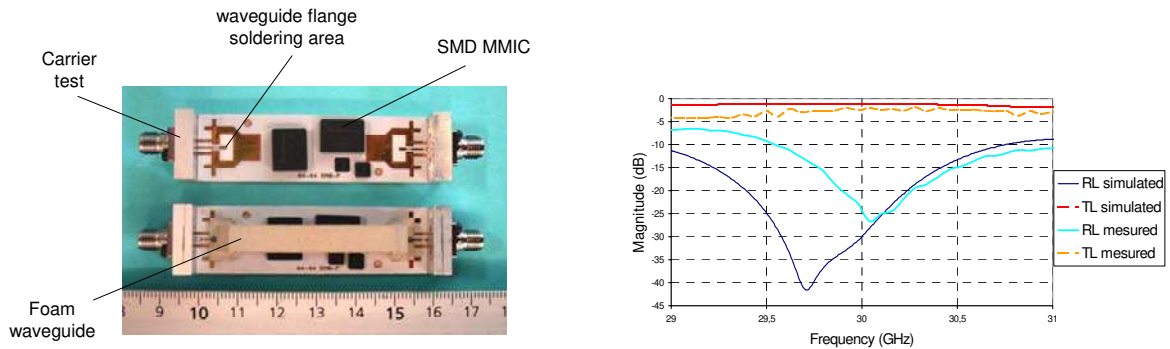 waveguide flange
soldering area
SMD MMIC
Carrier
test
Foam
waveguide
8 9 10 11 12 13 14 15 16 17
0
-5
-10
-15
-20
-25
-30
-35
-40
-45
29 29,5 30 30,5 31
Magnitude (dB)
Frequency (GHz)
RL simulated
TL simulated
RL mesured
TL mesured